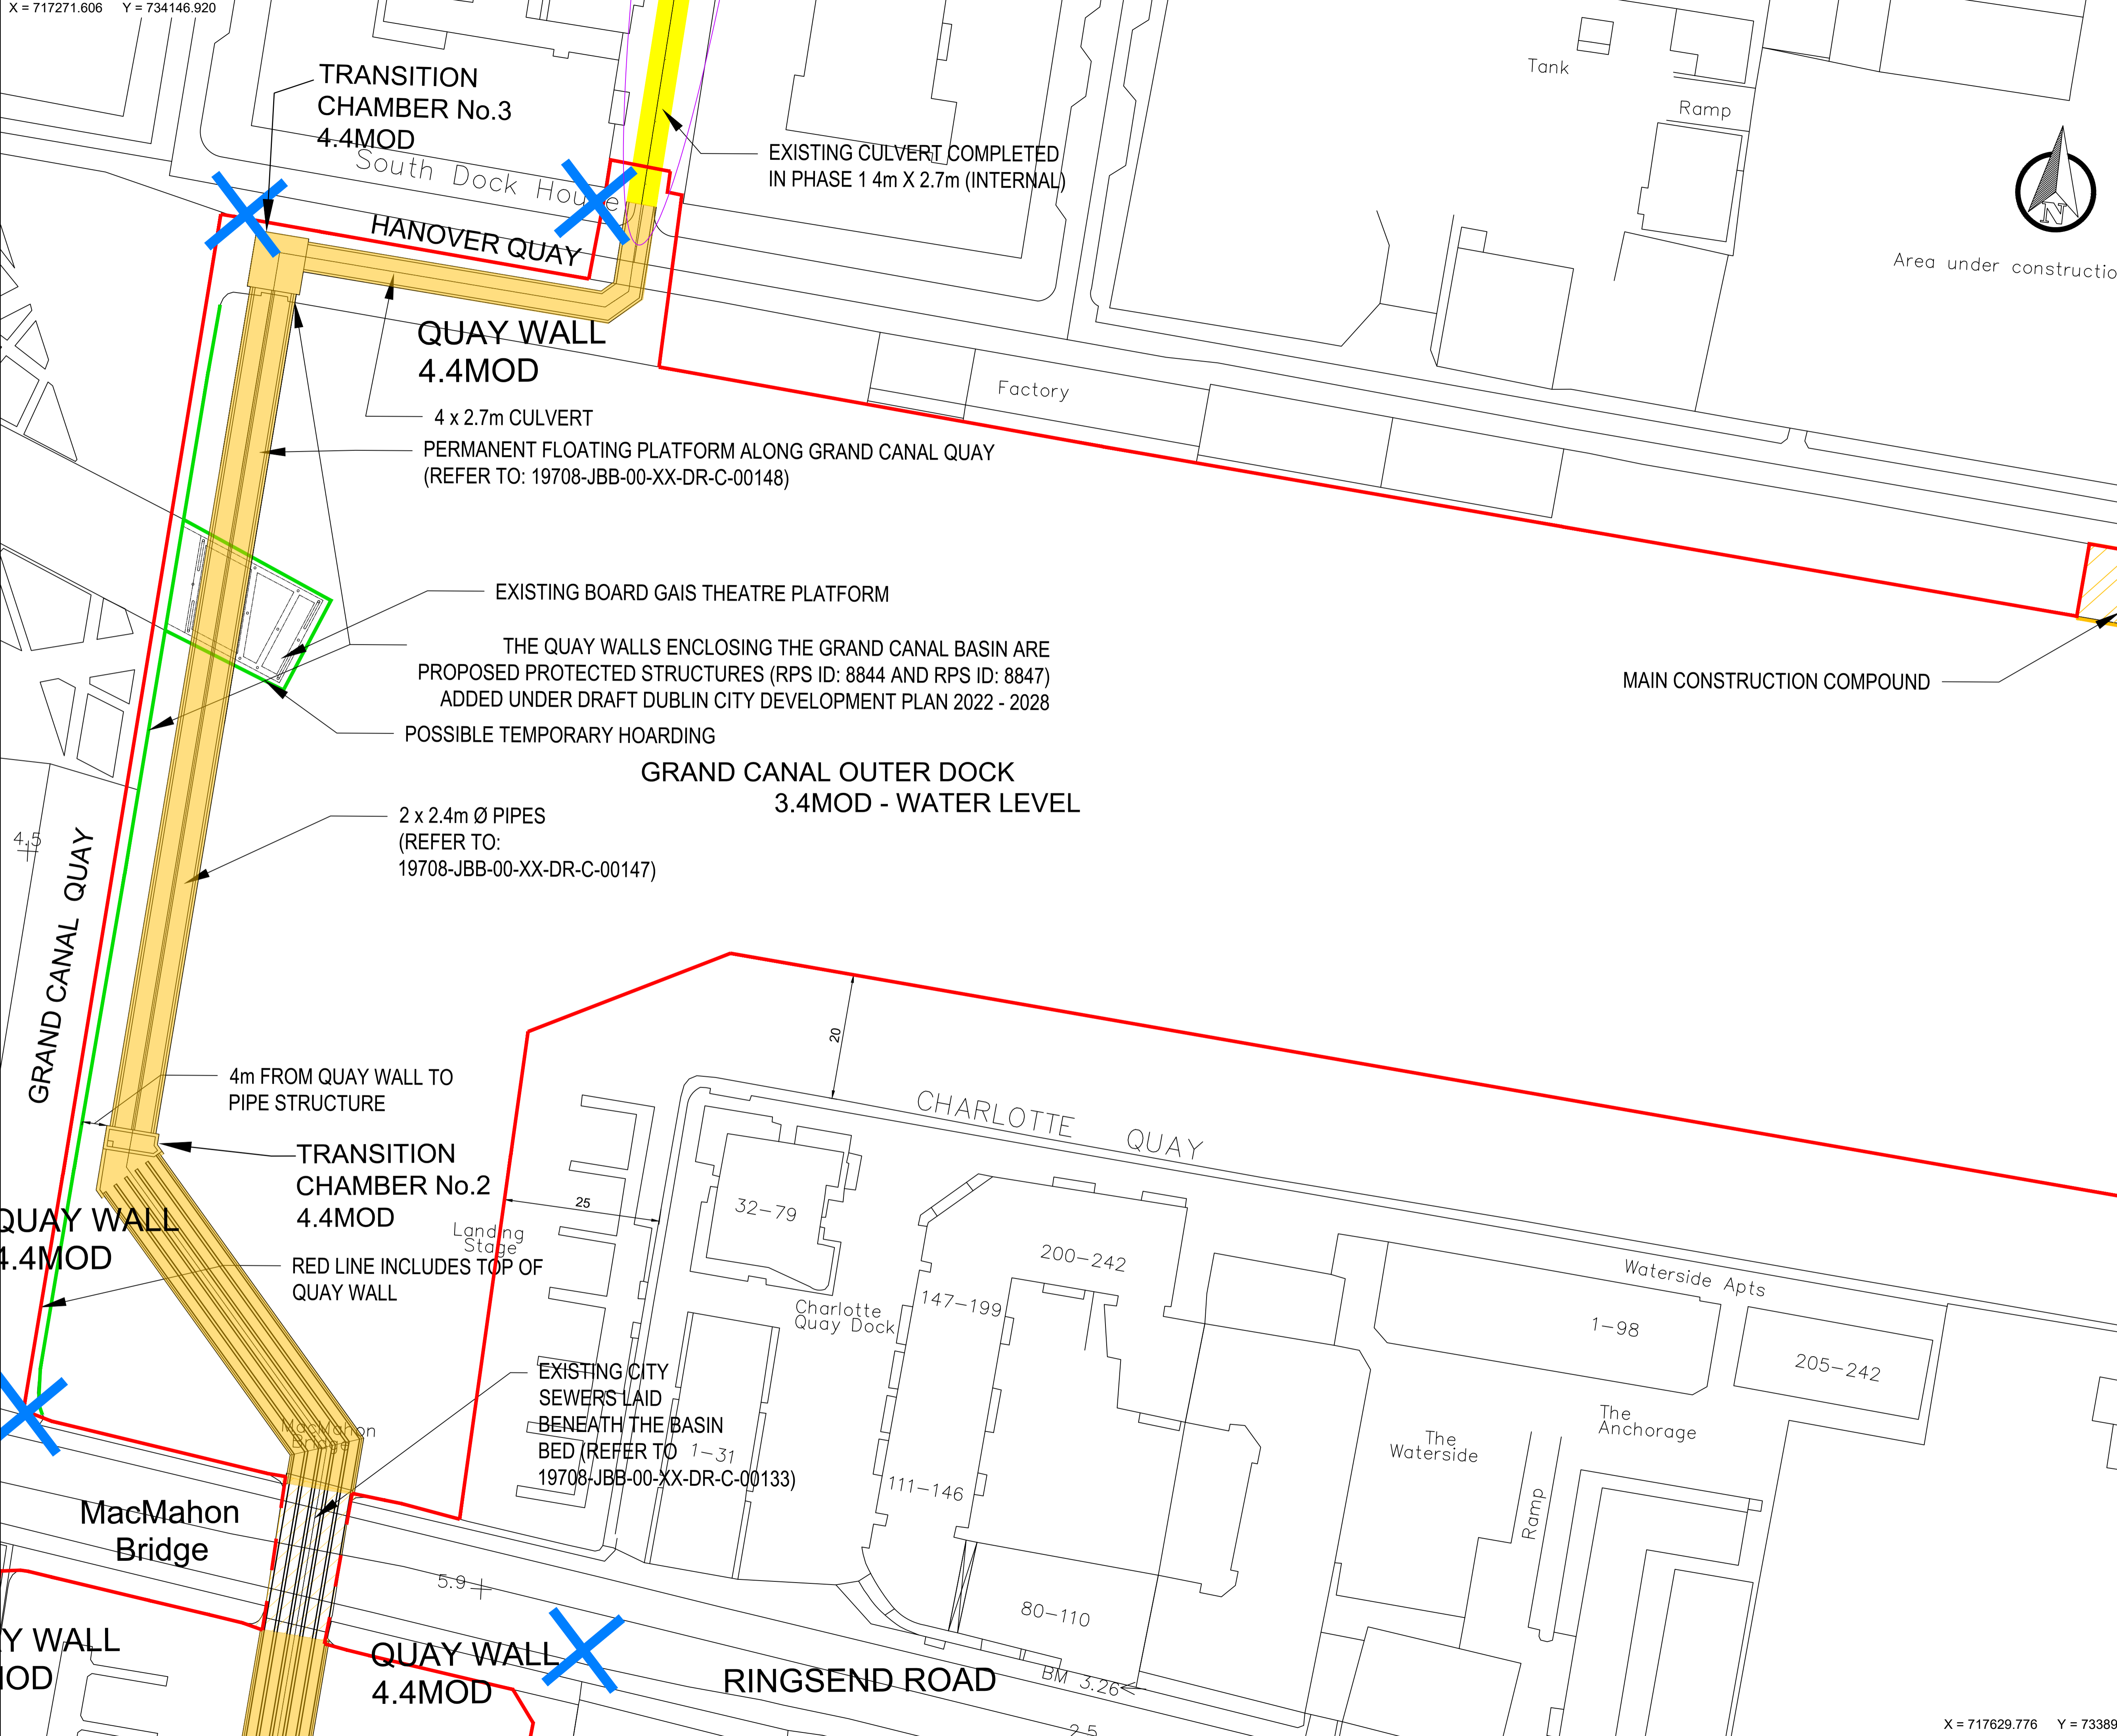 X = 717271.606 Y = 734146.920
TRANSITION
CHAMBER No.3
4.4MOD
South Dock House
HANOVER QUAY
EXISTING CULVERT COMPLETED
IN PHASE 1 4m X 2.7m (INTERNAL)
Tank
Ramp
N
Area under constructio
QUAY WALL
4.4MOD
Factory
4 x 2.7m CULVERT
PERMANENT FLOATING PLATFORM ALONG GRAND CANAL QUAY
(REFER TO: 19708-JBB-00-XX-DR-C-00148)
EXISTING BOARD GAIS THEATRE PLATFORM
THE QUAY WALLS ENCLOSING THE GRAND CANAL BASIN ARE
PROPOSED PROTECTED STRUCTURES (RPS ID: 8844 AND RPS ID: 8847)
ADDED UNDER DRAFT DUBLIN CITY DEVELOPMENT PLAN 2022 - 2028
MAIN CONSTRUCTION COMPOUND
POSSIBLE TEMPORARY HOARDING
GRAND CANAL OUTER DOCK
3.4MOD - WATER LEVEL
2 x 2.4m Ø PIPES
(REFER TO:
19708-JBB-00-XX-DR-C-00147)
4.5
GRAND CANAL QUAY
4m FROM QUAY WALL TO
PIPE STRUCTURE
20
CHARLOTTE QUAY
TRANSITION
CHAMBER No.2
4.4MOD
25
Landing
Stage
32-79
QUAY WALL
4.4MOD
RED LINE INCLUDES TOP OF
QUAY WALL
200-242
147-199
Charlotte
Quay Dock
Waterside Apts
1-98
205-242
EXISTING CITY
SEWERS LAID
BENEATH THE BASIN
BED (REFER TO
19708-JBB-00-XX-DR-C-00133)
1-31
MacMahon
Bridge
The
Waterside
The
Anchorage
111-146
Ramp
MacMahon
Bridge
5.9
80-110
Y WALL
MOD
QUAY WALL
4.4MOD
RINGSEND ROAD
BM 3.26
2.5
X = 717629.776 Y = 73389